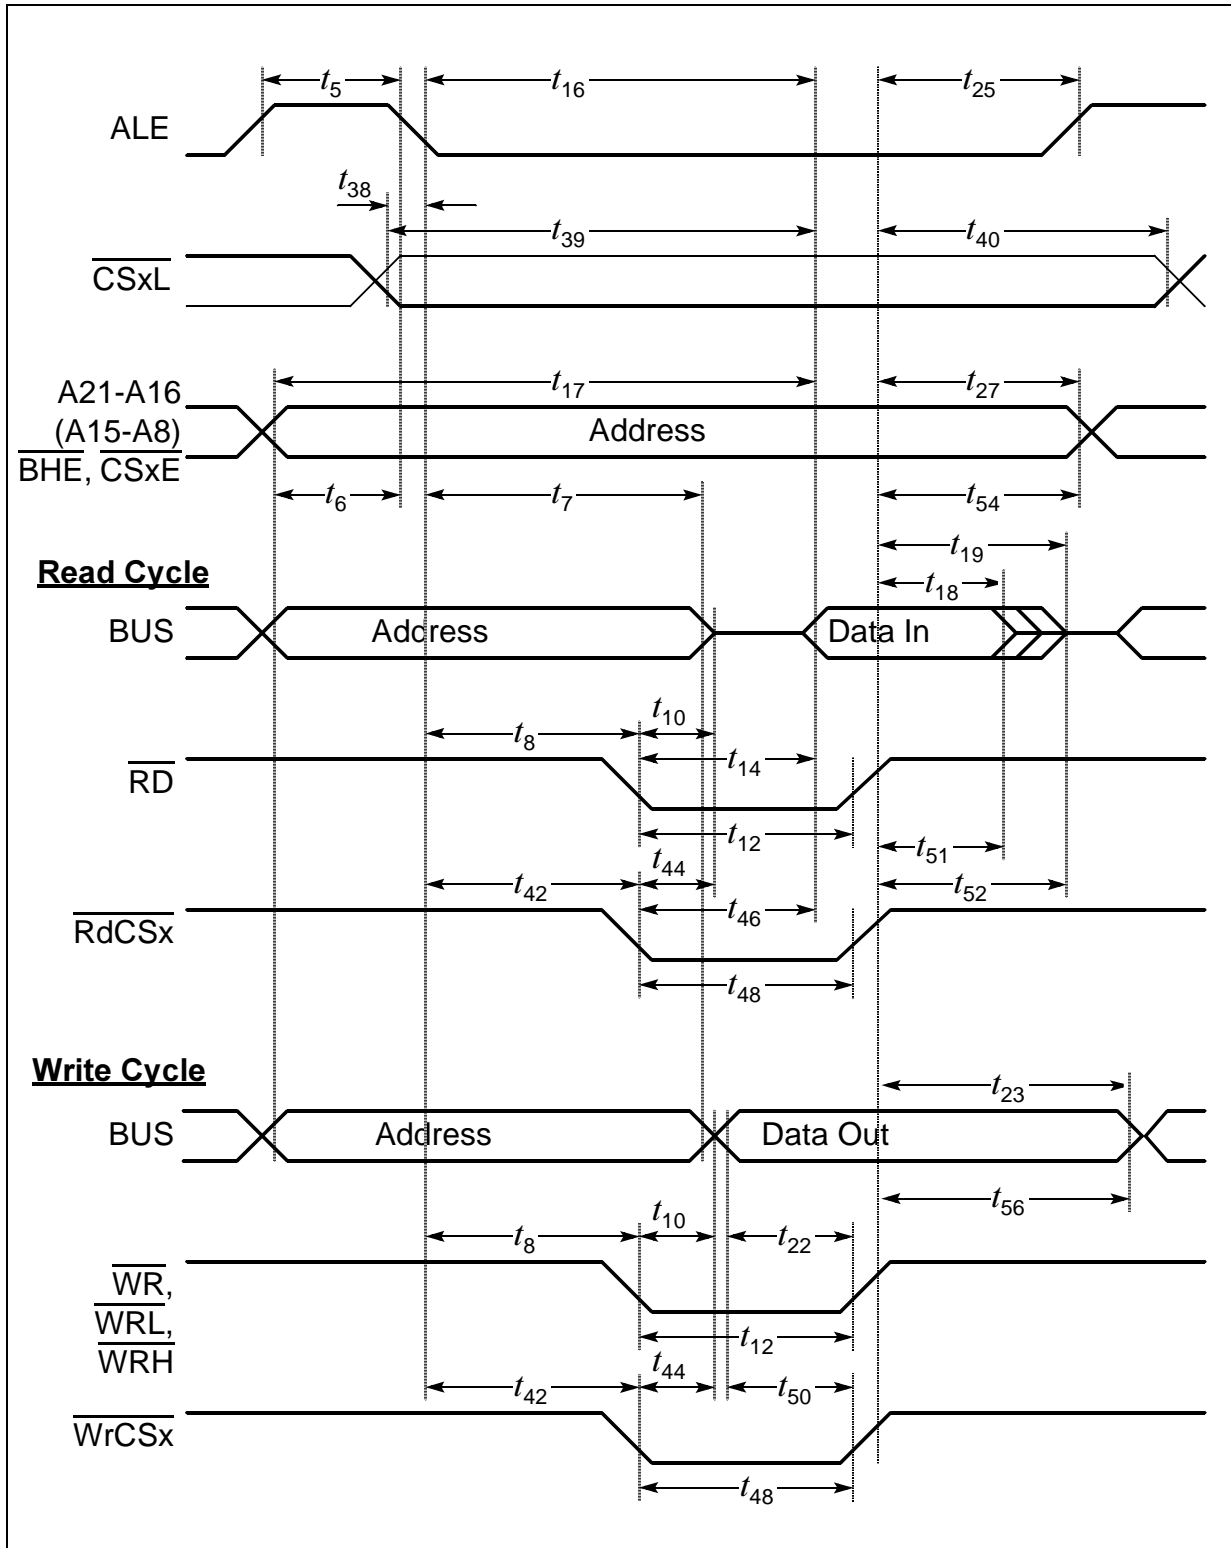 t5 t16 t25
ALE
t38
t39 t40
CSxL
A21-A16 t17 t27
(A15-A8) Address
BHE, CSxE
t6 t7 t54
t19
Read Cycle
t18
BUS Address Data In
t10
t8
t14
RD
t12 t51
t44
t42 t52
t46
RdCSx
t48
Write Cycle
t23
BUS Address Data Out
t56
t10
t8 t22
WR,
WRL,
t12
WRH
t44
t42 t50
WrCSx
t48